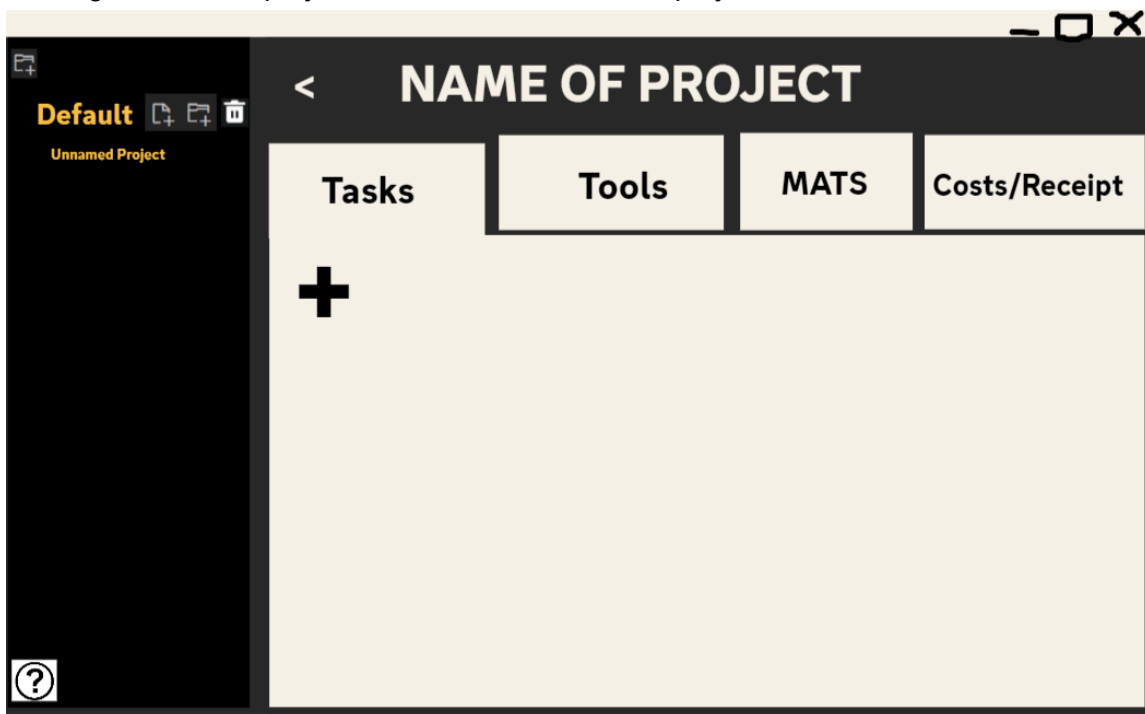 Default
Unnamed Project
< NAME OF PROJECT
Tasks Tools MATS Costs/Receipt
+
?